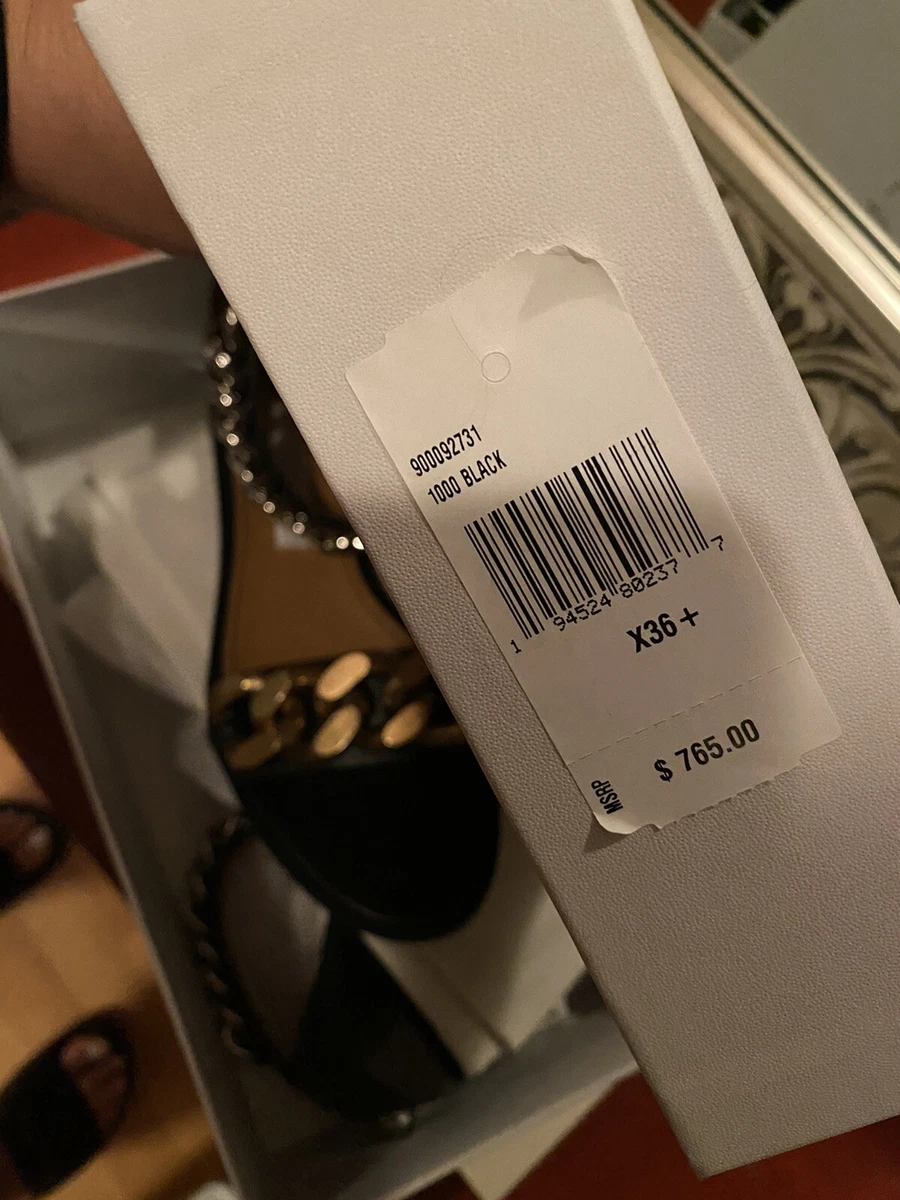 900092731
1000 BLACK
1 94524 80237 7
X36+
MSRP $ 765.00